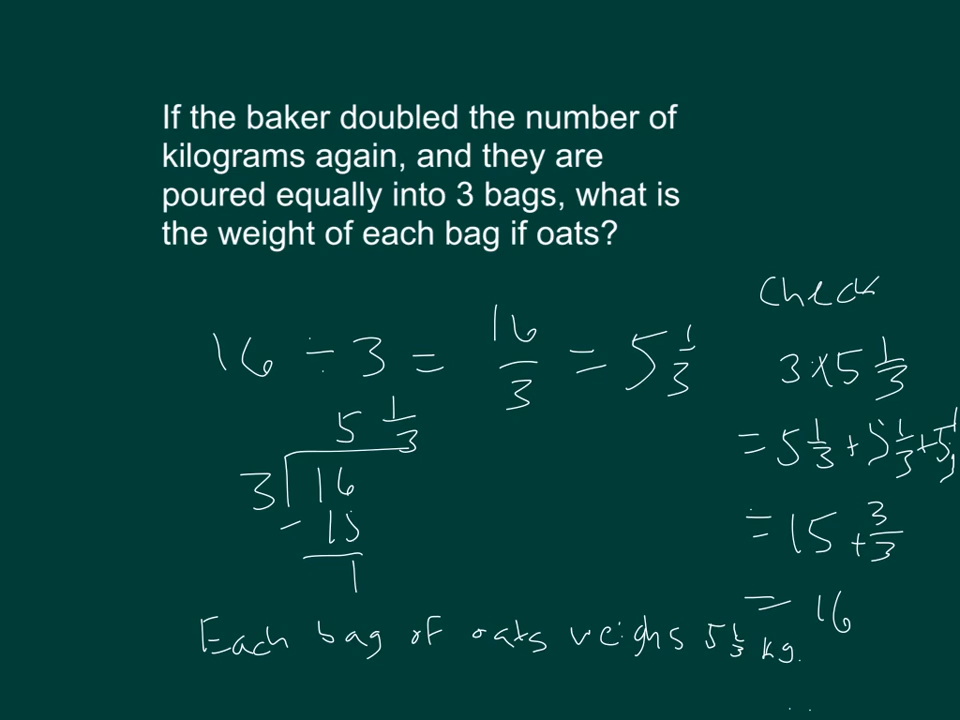 If the baker doubled the number of
kilograms again, and they are
poured equally into 3 bags, what is
the weight of each bag if oats?
Check
16 ÷ 3 = 16/3 = 5 1/3
3 x 5 1/3
5 1/3
= 5 1/3 + 5 1/3 + 5 1/3
3 16
- 15
= 15 + 3/3
1
= 16
Each bag of oats weighs 5 1/3 kg.